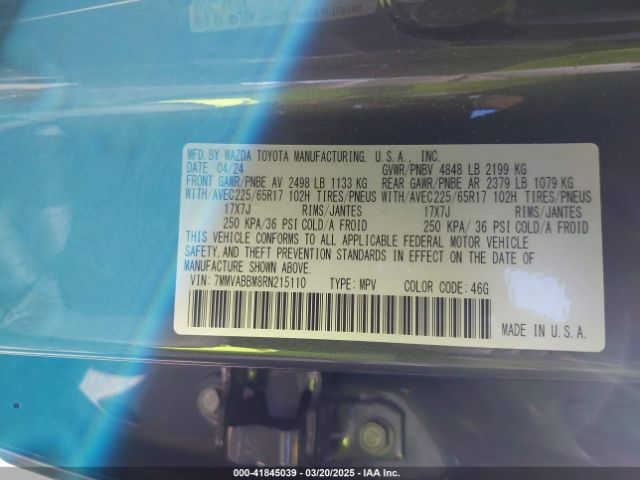 MFD. BY MAZDA TOYOTA MANUFACTURING, U.S.A. INC.
DATE 04/24 GVWR/PNBV 4848 LB 2199 KG
FRONT GAWR/PNBE AV 2498 LB 1133 KG REAR GAWR/PNBE AR 2379 LB 1079 KG
WITH/AVEC225/65R17 102H TIRES/PNEUS WITH/AVEC225/65R17 102H TIRES/PNEUS
17X7J RIMS/JANTES 17X7J RIMS/JANTES
250 KPA/36 PSI COLD/A FROID 250 KPA/ 36 PSI COLD/A FROID
THIS VEHICLE CONFORMS TO ALL APPLICABLE FEDERAL MOTOR VEHICLE
SAFETY, AND THEFT PREVENTION STANDARDS IN EFFECT ON THE DATE OF
MANUFACTURE SHOWN ABOVE.
VIN: 7MMVABBM8RN215110 TYPE: MPV COLOR CODE: 46G
MADE IN U.S.A.
000-41845039 - 03/20/2025 - IAA Inc.